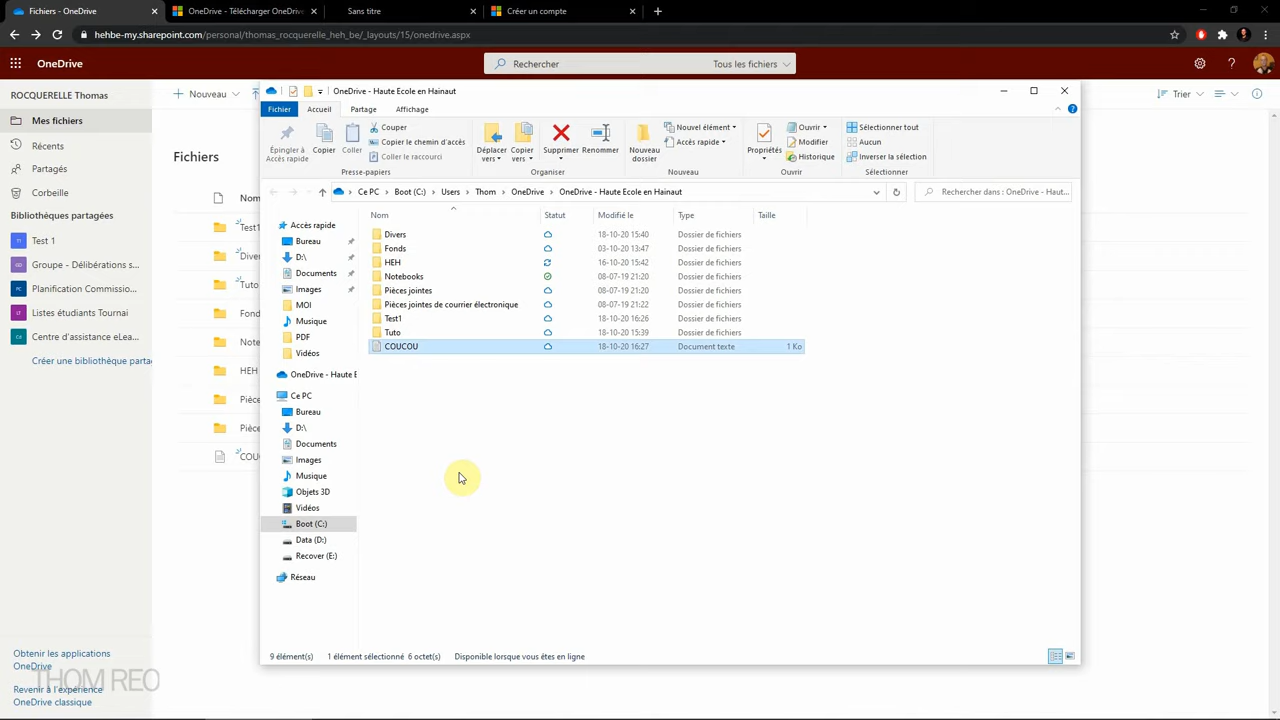 Fichiers - OneDrive
OneDrive - Télécharger OneDrive
Sans titre
Créer un compte
hehbe-my.sharepoint.com/personal/thomas_rocquerelle_heh_be/_layouts/15/onedrive.aspx
OneDrive
Rechercher
Tous les fichiers
ROCQUERELLE Thomas
Nouveau
Trier
Mes fichiers
Récents
Partagés
Corbeille
Bibliothèques partagées
Test 1
Groupe - Délibérations s...
Planification Commissio...
Listes étudiants Tournai
Centre d'assistance eLea...
Créer une bibliothèque partag
Obtenir les applications
OneDrive
THOM REO
Revenir à l'expérience
OneDrive classique
Fichiers
Nom
Test1
Dive
Tuto
Fond
Note
HEH
Pièce
Pièce
COU
OneDrive - Haute Ecole en Hainaut
Fichier
Accueil
Partage
Affichage
Épingler à
Accès rapide
Copier
Coller
Couper
Copier le chemin d'accès
Coller le raccourci
Presse-papiers
Déplacer
vers
Copier
vers
Supprimer
Renommer
Organiser
Nouveau
dossier
Nouvel élément
Accès rapide
Nouveau
Propriétés
Ouvrir
Modifier
Historique
Ouvrir
Sélectionner tout
Aucun
Inverser la sélection
Sélectionner
Ce PC
Boot (C:)
Users
Thom
OneDrive
OneDrive - Haute Ecole en Hainaut
Rechercher dans : OneDrive - Haut...
Accès rapide
Bureau
D:\
Documents
Images
MOI
Musique
PDF
Vidéos
OneDrive - Haute E
Ce PC
Bureau
D:\
Documents
Images
Musique
Objets 3D
Vidéos
Boot (C:)
Data (D:)
Recover (E:)
Réseau
Nom Statut Modifié le Type Taille
Divers 18-10-20 15:40 Dossier de fichiers
Fonds 03-10-20 13:47 Dossier de fichiers
HEH 16-10-20 15:42 Dossier de fichiers
Notebooks 08-07-19 21:20 Dossier de fichiers
Pièces jointes 08-07-19 21:20 Dossier de fichiers
Pièces jointes de courrier électronique 08-07-19 21:22 Dossier de fichiers
Test1 18-10-20 16:26 Dossier de fichiers
Tuto 18-10-20 15:39 Dossier de fichiers
COUCOU 18-10-20 16:27 Document texte 1 Ko
9 élément(s) 1 élément sélectionné 6 octet(s) Disponible lorsque vous êtes en ligne